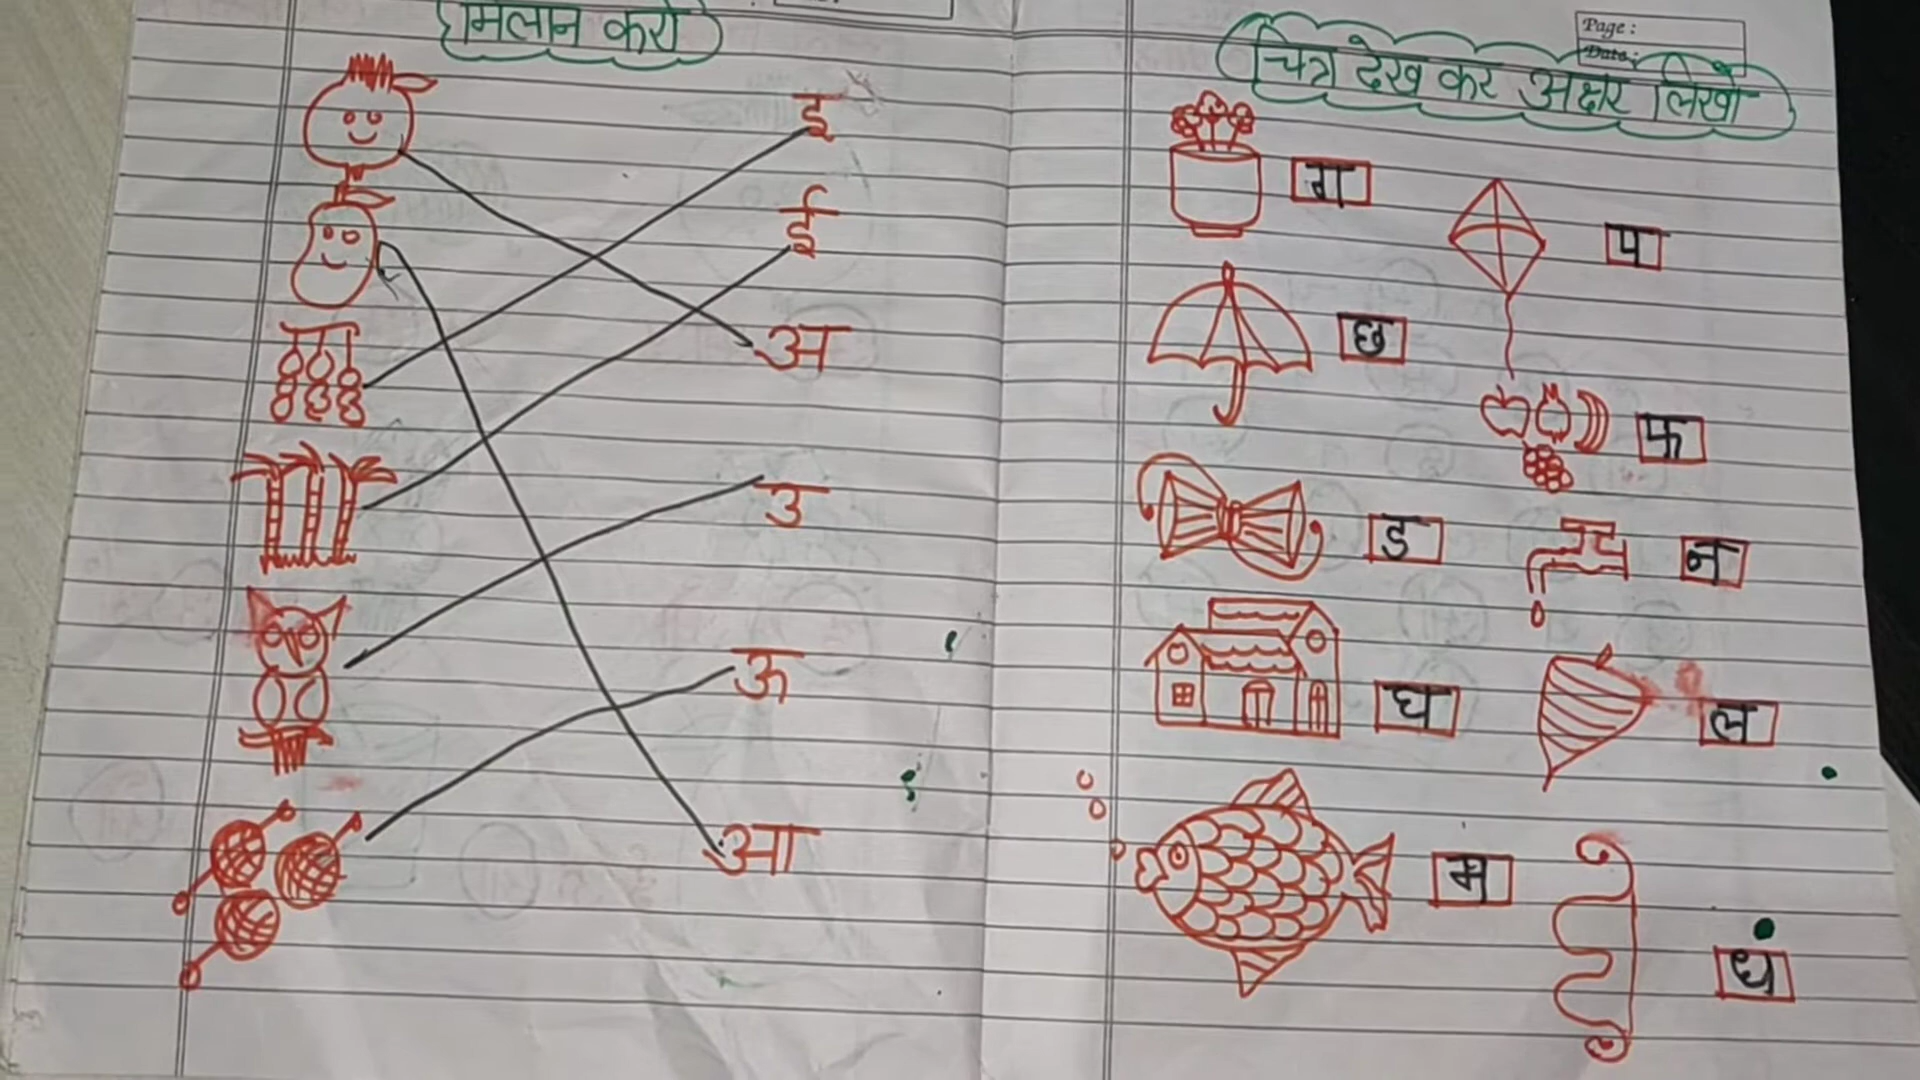 मिलान करो
इ
ई
अ
उ
ऊ
आ
Page :
Date :
चित्र देख कर अक्षर लिखो
ग
प
छ
फ
ड
न
घ
ल
म
धं